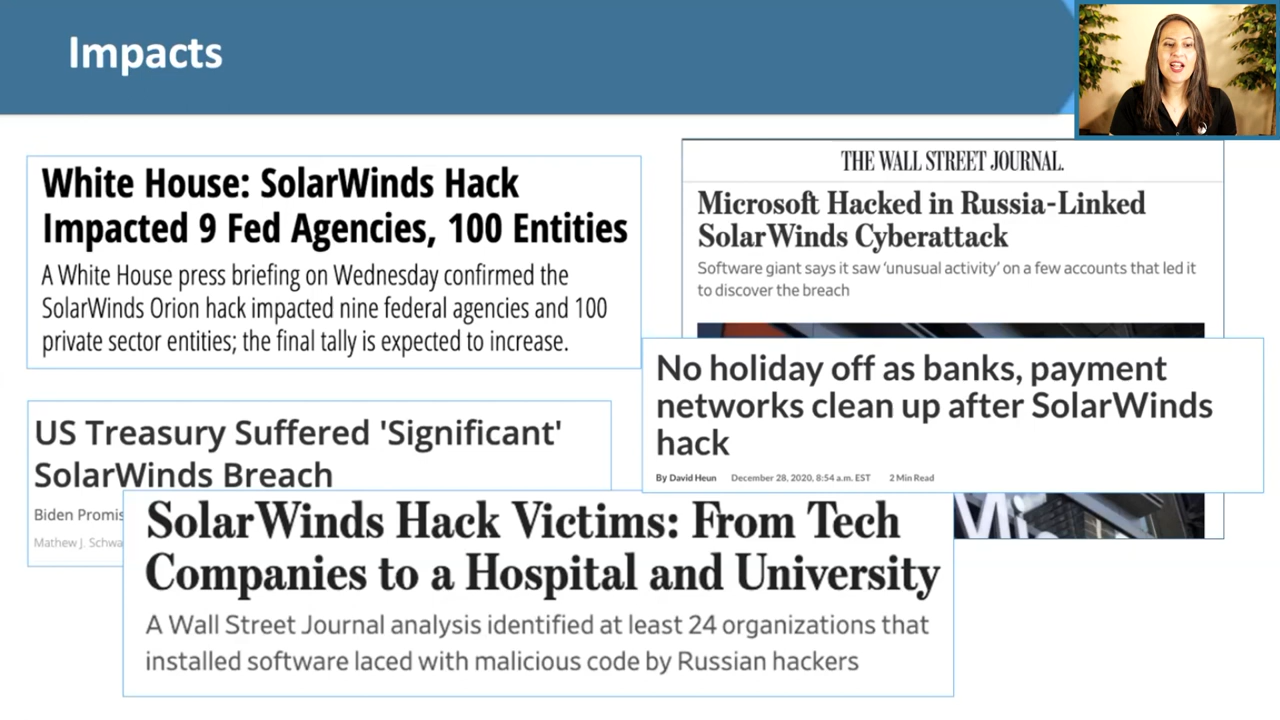 Impacts
White House: SolarWinds Hack
Impacted 9 Fed Agencies, 100 Entities
A White House press briefing on Wednesday confirmed the
SolarWinds Orion hack impacted nine federal agencies and 100
private sector entities; the final tally is expected to increase.
THE WALL STREET JOURNAL.
Microsoft Hacked in Russia-Linked
SolarWinds Cyberattack
Software giant says it saw ‘unusual activity’ on a few accounts that led it
to discover the breach
No holiday off as banks, payment
networks clean up after SolarWinds
hack
By David Heun December 28, 2020, 8:54 a.m. EST 2 Min Read
US Treasury Suffered 'Significant'
SolarWinds Breach
Biden Promis
Mathew J. Schwa
SolarWinds Hack Victims: From Tech
Companies to a Hospital and University
A Wall Street Journal analysis identified at least 24 organizations that
installed software laced with malicious code by Russian hackers